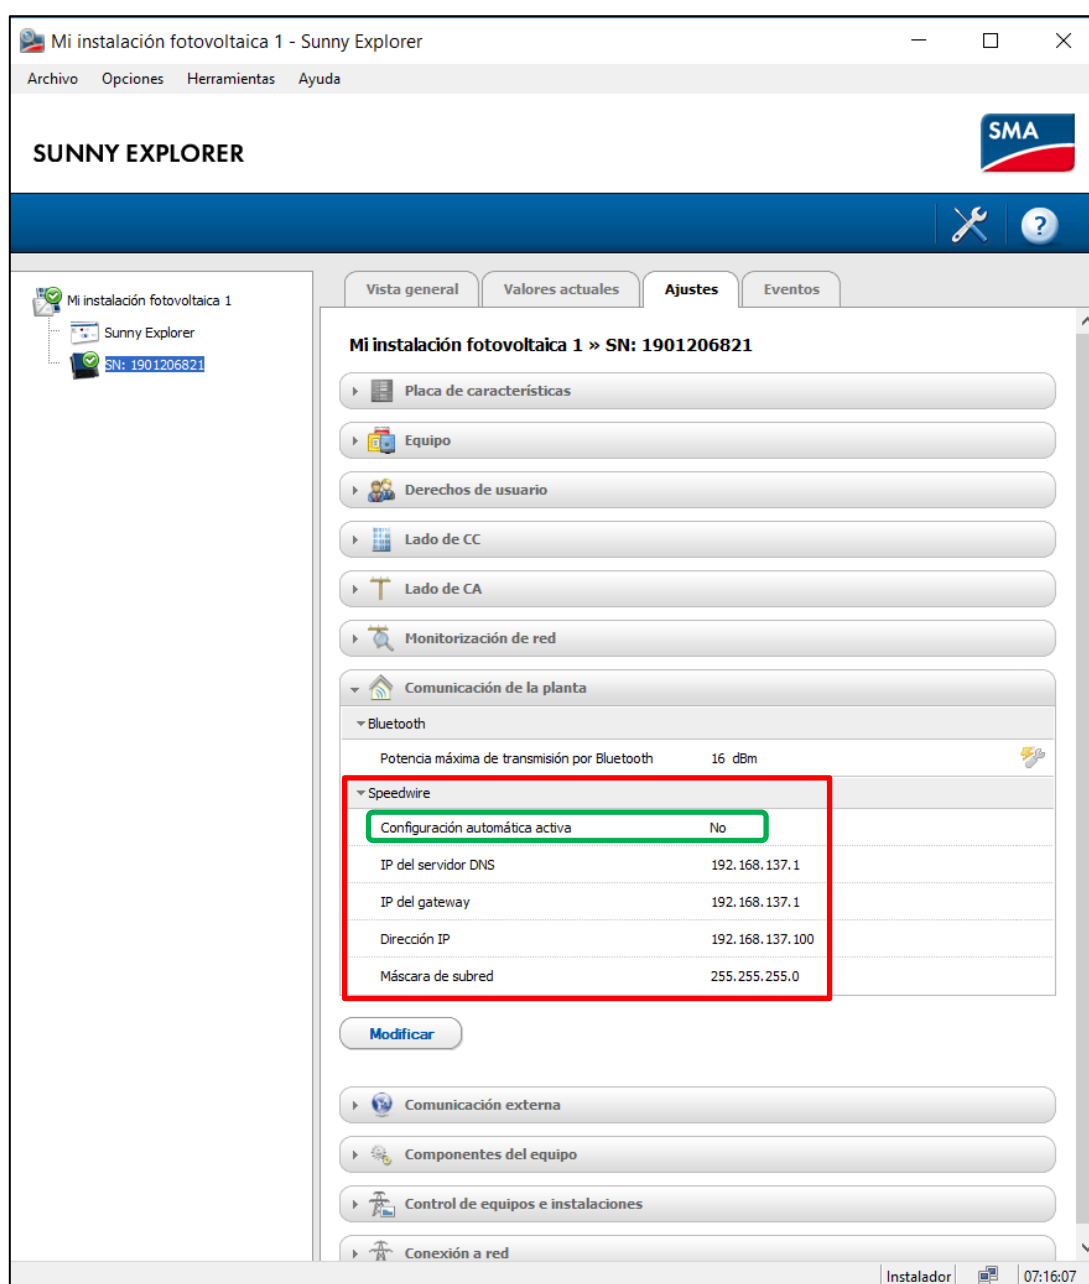 Mi instalación fotovoltaica 1 - Sunny Explorer
Archivo Opciones Herramientas Ayuda
SUNNY EXPLORER
SMA
?
Mi instalación fotovoltaica 1
Sunny Explorer
SN: 1901206821
Vista general Valores actuales Ajustes Eventos
Mi instalación fotovoltaica 1 » SN: 1901206821
Placa de características
Equipo
Derechos de usuario
Lado de CC
Lado de CA
Monitorización de red
Comunicación de la planta
Bluetooth
Potencia máxima de transmisión por Bluetooth 16 dBm
Speedwire
Configuración automática activa No
IP del servidor DNS 192.168.137.1
IP del gateway 192.168.137.1
Dirección IP 192.168.137.100
Máscara de subred 255.255.255.0
Modificar
Comunicación externa
Componentes del equipo
Control de equipos e instalaciones
Conexión a red
Instalador 07:16:07